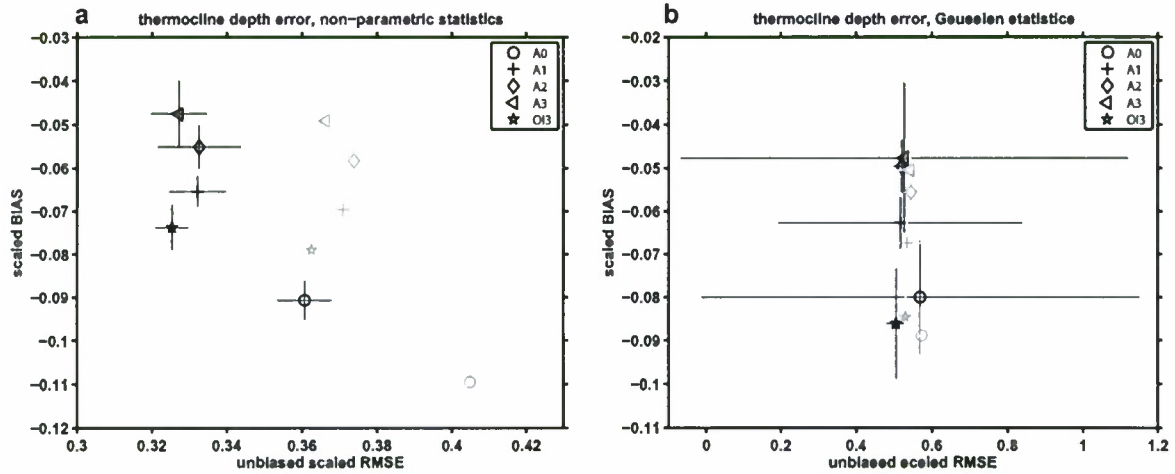 a
thermocline depth error, non-parametric statistics
-0.03
-0.04
-0.05
-0.06
-0.07
-0.08
-0.09
-0.1
-0.11
-0.12
scaled BIAS
0.3
0.32
0.34
0.36
0.38
0.4
0.42
unbiased scaled RMSE
A0
A1
A2
A3
OI3
b
thermocline depth error, Geueelen etatietice
-0.02
-0.03
-0.04
-0.05
-0.06
-0.07
-0.08
-0.09
-0.1
-0.11
scaled BIAS
0
0.2
0.4
0.6
0.8
1
1.2
unbiaeed ecaled RMSE
A0
A1
A2
A3
OI3